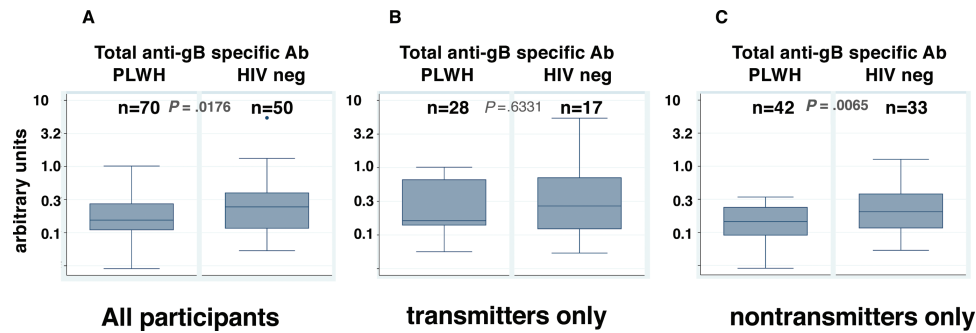 A
Total anti-gB specific Ab
PLWH HIV neg
n=70 P = .0176 n=50
arbitrary units
10
3.2
1.0
0.3
0.1
All participants
B
Total anti-gB specific Ab
PLWH HIV neg
n=28 P =.6331 n=17
10
3.2
1.0
0.3
0.1
transmitters only
C
Total anti-gB specific Ab
PLWH HIV neg
n=42 P = .0065 n=33
10
3.2
1.0
0.3
0.1
nontransmitters only